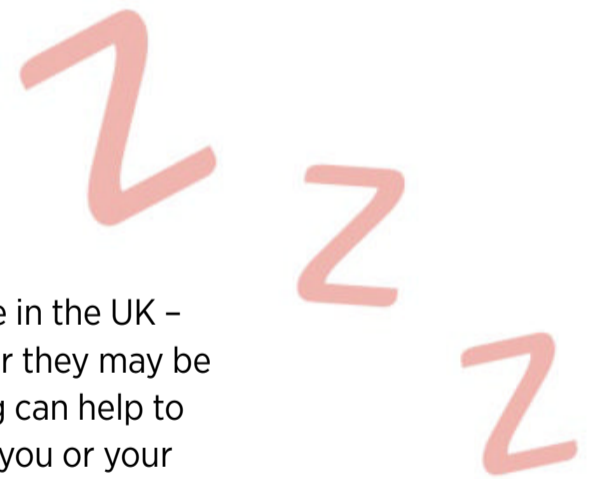 Z
Z
Z
e in the UK –
r they may be
g can help to
you or your